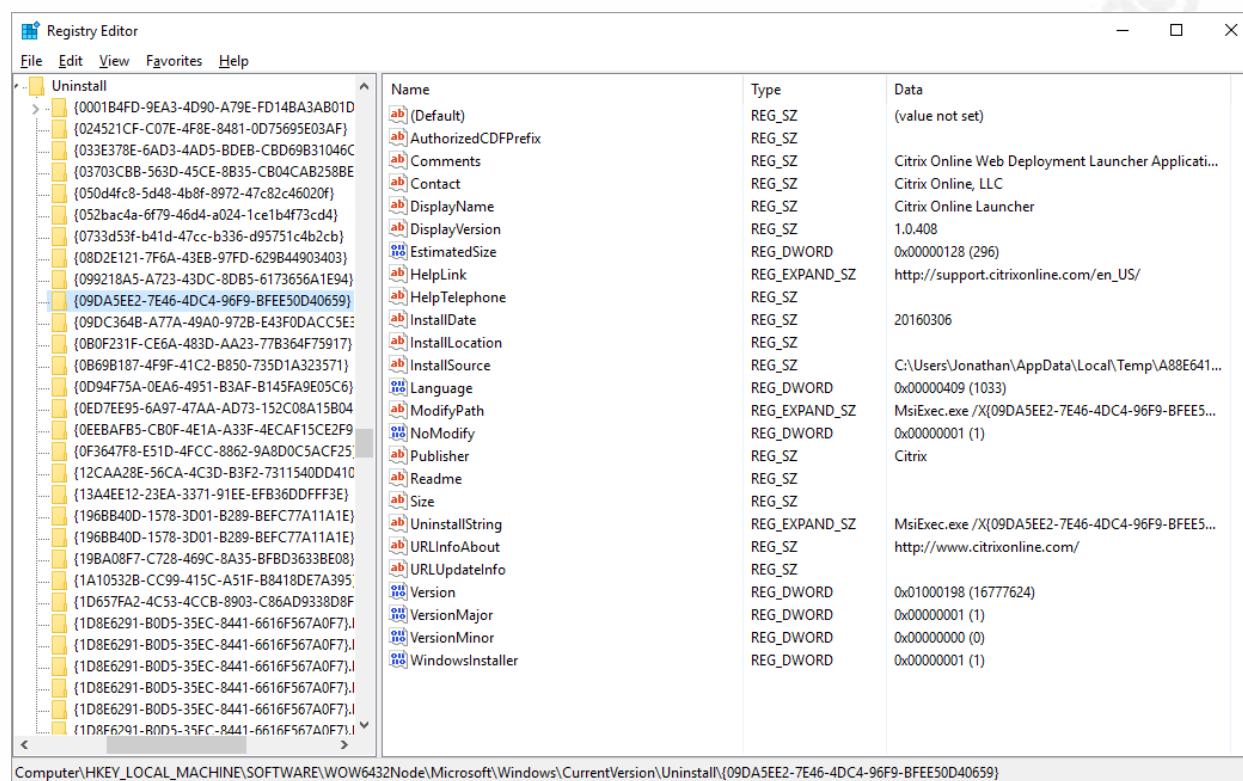 Registry Editor
File Edit View Favorites Help
Uninstall
{0001B4FD-9EA3-4D90-A79E-FD14BA3AB01D
{024521CF-C07E-4F8E-8481-0D75695E03AF}
{033E378E-6AD3-4AD5-BDEB-CBD69B31046C
{03703CBB-563D-45CE-8B35-CB04CAB258BE
{050d4fc8-5d48-4b8f-8972-47c82c46020f}
{052bac4a-6f79-46d4-a024-1ce1b4f73cd4}
{0733d53f-b41d-47cc-b336-d95751c4b2cb}
{08D2E121-7F6A-43EB-97FD-629B44903403}
{099218A5-A723-43DC-8DB5-6173656A1E94}
{09DA5EE2-7E46-4DC4-96F9-BFEE50D40659}
{09DC364B-A77A-49A0-972B-E43F0DACC5E3
{0B0F231F-CE6A-483D-AA23-77B364F75917}
{0B69B187-4F9F-41C2-B850-735D1A323571}
{0D94F75A-0EA6-4951-B3AF-B145FA9E05C6}
{0ED7EE95-6A97-47AA-AD73-152C08A15B04
{0EEBAFB5-CB0F-4E1A-A33F-4ECAF15CE2F9
{0F3647F8-E51D-4FCC-8862-9A8D0C5ACF25}
{12CAA28E-56CA-4C3D-B3F2-7311540DD410
{13A4EE12-23EA-3371-91EE-EFB36DDFFF3E}
{196BB40D-1578-3D01-B289-BEFC77A11A1E}
{196BB40D-1578-3D01-B289-BEFC77A11A1E}
{19BA08F7-C728-469C-8A35-BFBD3633BE08}
{1A10532B-CC99-415C-A51F-B8418DE7A395}
{1D657FA2-4C53-4CCB-8903-C86AD9338D8F
{1D8E6291-B0D5-35EC-8441-6616F567A0F7}.
{1D8E6291-B0D5-35EC-8441-6616F567A0F7}.
{1D8E6291-B0D5-35EC-8441-6616F567A0F7}.
{1D8E6291-B0D5-35EC-8441-6616F567A0F7}.
{1D8E6291-B0D5-35EC-8441-6616F567A0F7}.
{1D8E6291-B0D5-35EC-8441-6616F567A0F7}.
Name Type Data
(Default) REG_SZ (value not set)
AuthorizedCDFPrefix REG_SZ
Comments REG_SZ Citrix Online Web Deployment Launcher Applicati...
Contact REG_SZ Citrix Online, LLC
DisplayName REG_SZ Citrix Online Launcher
DisplayVersion REG_SZ 1.0.408
EstimatedSize REG_DWORD 0x00000128 (296)
HelpLink REG_EXPAND_SZ http://support.citrixonline.com/en_US/
HelpTelephone REG_SZ
InstallDate REG_SZ 20160306
InstallLocation REG_SZ
InstallSource REG_SZ C:\Users\Jonathan\AppData\Local\Temp\A88E641...
Language REG_DWORD 0x00000409 (1033)
ModifyPath REG_EXPAND_SZ MsiExec.exe /X{09DA5EE2-7E46-4DC4-96F9-BFEE5...
NoModify REG_DWORD 0x00000001 (1)
Publisher REG_SZ Citrix
Readme REG_SZ
Size REG_SZ
UninstallString REG_EXPAND_SZ MsiExec.exe /X{09DA5EE2-7E46-4DC4-96F9-BFEE5...
URLInfoAbout REG_SZ http://www.citrixonline.com/
URLUpdateInfo REG_SZ
Version REG_DWORD 0x01000198 (16777624)
VersionMajor REG_DWORD 0x00000001 (1)
VersionMinor REG_DWORD 0x00000000 (0)
WindowsInstaller REG_DWORD 0x00000001 (1)
Computer\HKEY_LOCAL_MACHINE\SOFTWARE\WOW6432Node\Microsoft\Windows\CurrentVersion\Uninstall\{09DA5EE2-7E46-4DC4-96F9-BFEE50D40659}